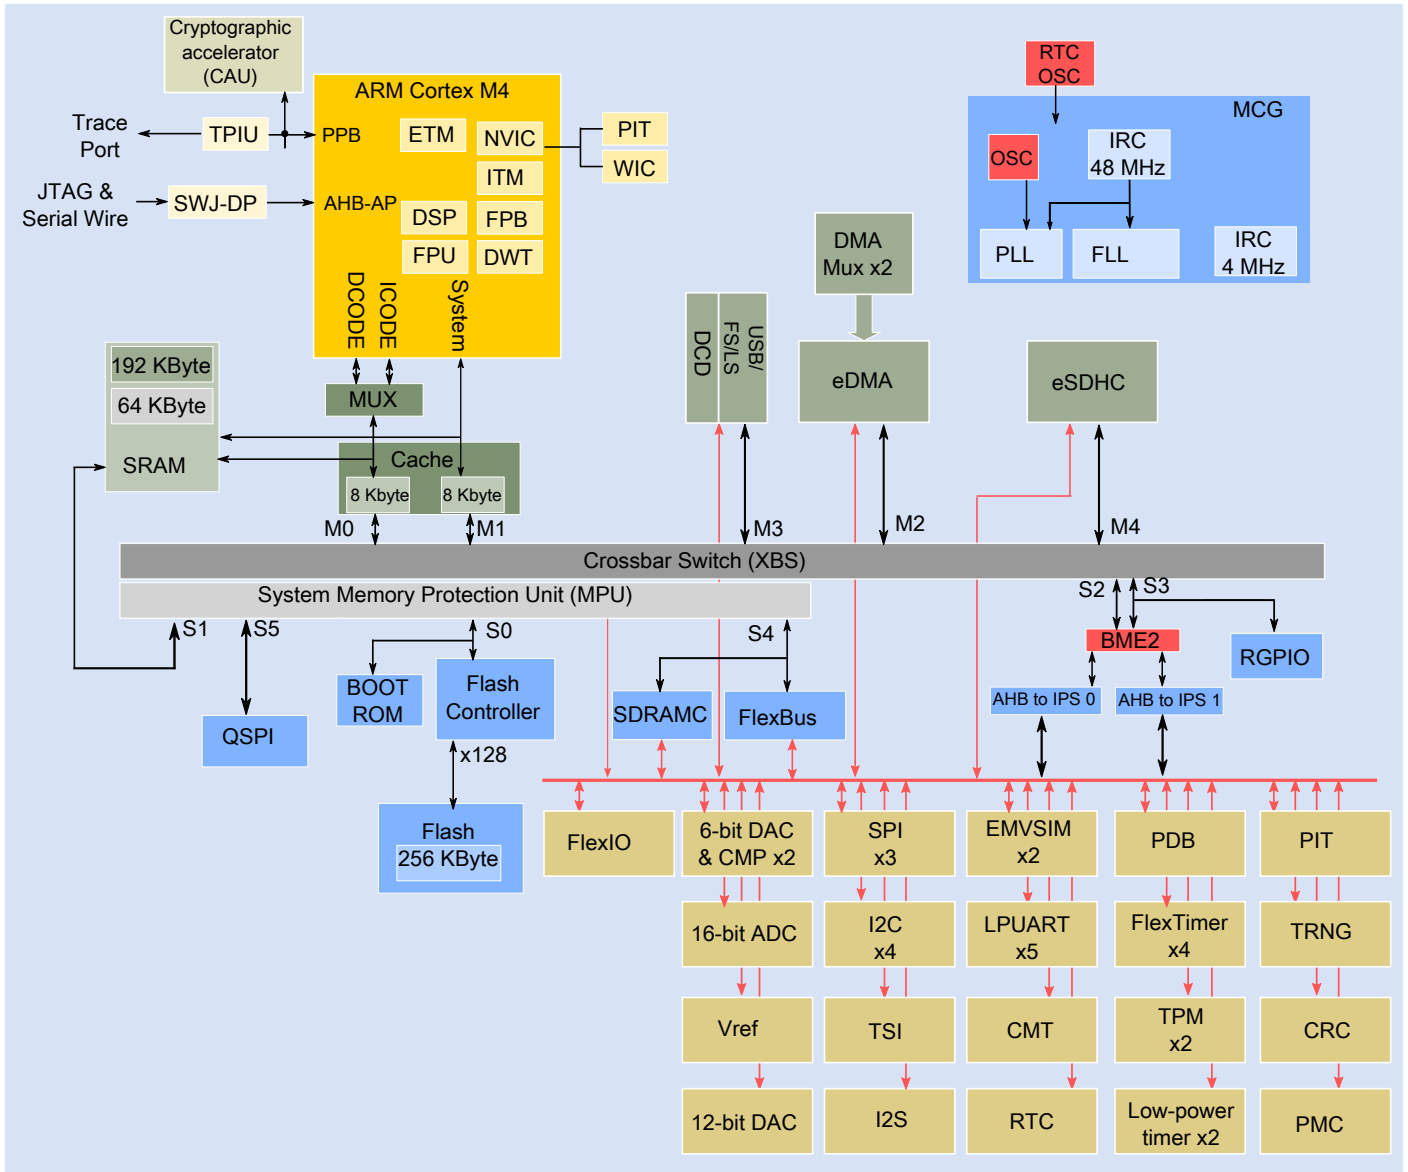 Cryptographic
accelerator
(CAU)
Trace
Port
TPIU
JTAG &
Serial Wire
SWJ-DP
ARM Cortex M4
PPB
ETM
NVIC
ITM
AHB-AP
DSP
FPB
FPU
DWT
DCODE
ICODE
System
PIT
WIC
RTC
OSC
MCG
OSC
IRC
48 MHz
PLL
FLL
IRC
4 MHz
DMA
Mux x2
DCD
USB/
FS/LS
eDMA
eSDHC
192 KByte
64 KByte
SRAM
MUX
Cache
8 Kbyte
8 Kbyte
M0
M1
M3
M2
M4
Crossbar Switch (XBS)
System Memory Protection Unit (MPU)
S1
S5
S0
S4
S2
S3
BME2
RGPIO
AHB to IPS 0
AHB to IPS 1
QSPI
BOOT
ROM
Flash
Controller
SDRAMC
FlexBus
x128
Flash
256 KByte
FlexIO
6-bit DAC
& CMP x2
SPI
x3
EMVSIM
x2
PDB
PIT
16-bit ADC
I2C
x4
LPUART
x5
FlexTimer
x4
TRNG
Vref
TSI
CMT
TPM
x2
CRC
12-bit DAC
I2S
RTC
Low-power
timer x2
PMC